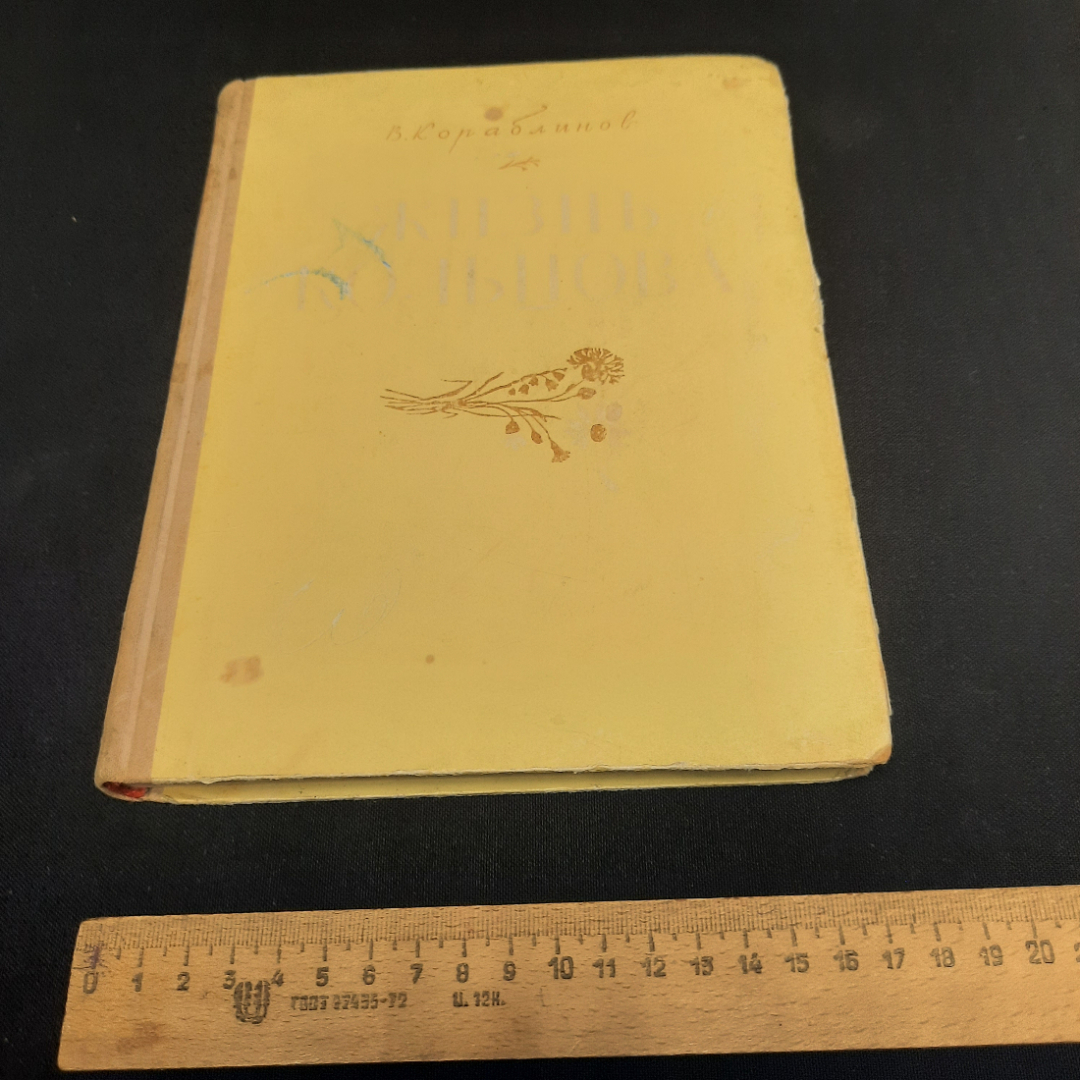 В. Кораблинов
ЖИЗНЬ
КОЛЬЦОВА
0 1 2 3 4 5 6 7 8 9 10 11 12 13 14 15 16 17 18 19 20
ГОСТ 17435-72 Ц. 12К.